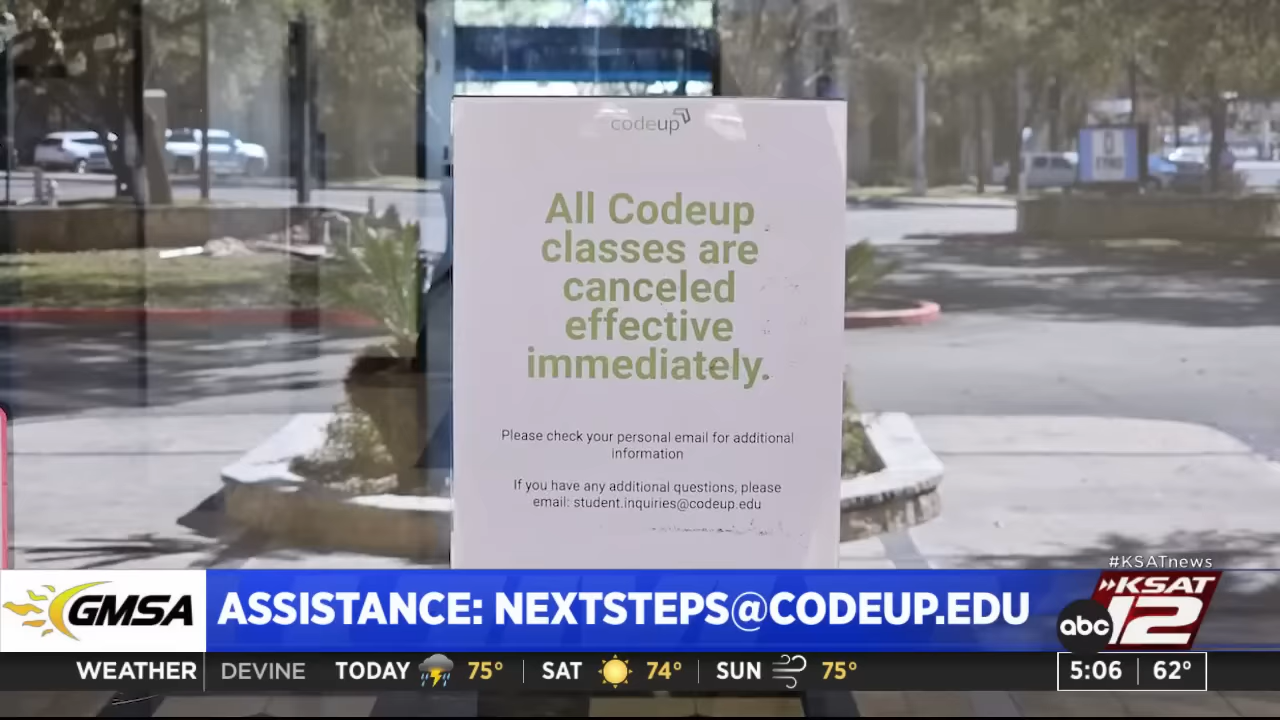 codeup
All Codeup
classes are
canceled
effective
immediately.
Please check your personal email for additional
information
If you have any additional questions, please
email: student.inquiries@codeup.edu
#KSATnews
GMSA
ASSISTANCE: NEXTSTEPS@CODEUP.EDU
abc
KSAT
12
WEATHER DEVINE TODAY 75° SAT 74° SUN 75° 5:06 62°